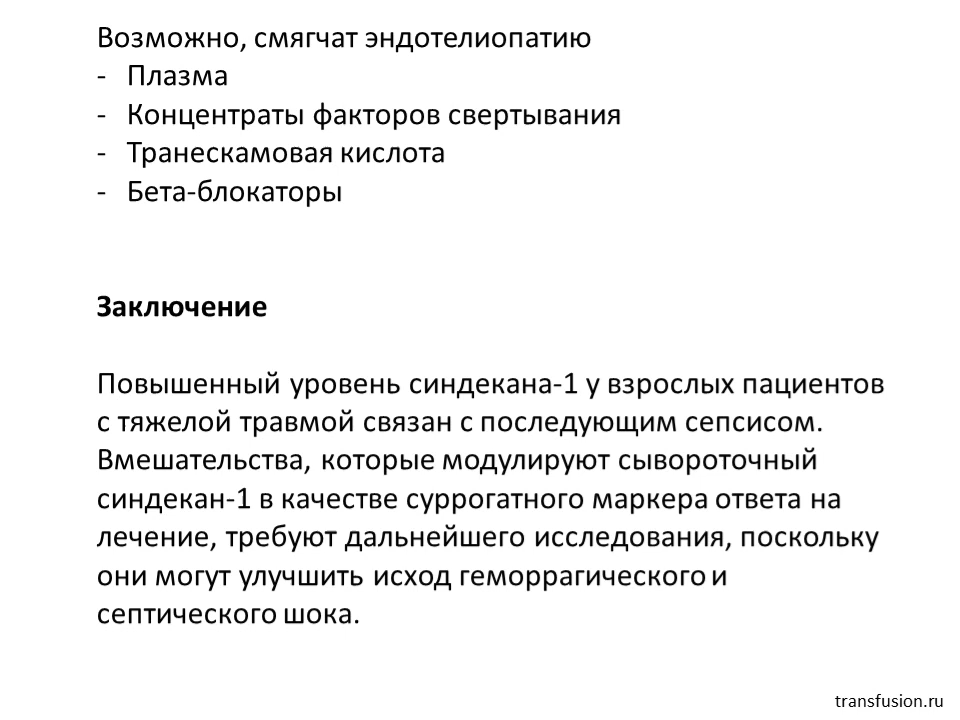 Возможно, смягчат эндотелиопатию
- Плазма
- Концентраты факторов свертывания
- Транескамовая кислота
- Бета-блокаторы
Заключение
Повышенный уровень синдекана-1 у взрослых пациентов
с тяжелой травмой связан с последующим сепсисом.
Вмешательства, которые модулируют сывороточный
синдекан-1 в качестве суррогатного маркера ответа на
лечение, требуют дальнейшего исследования, поскольку
они могут улучшить исход геморрагического и
септического шока.
transfusion.ru